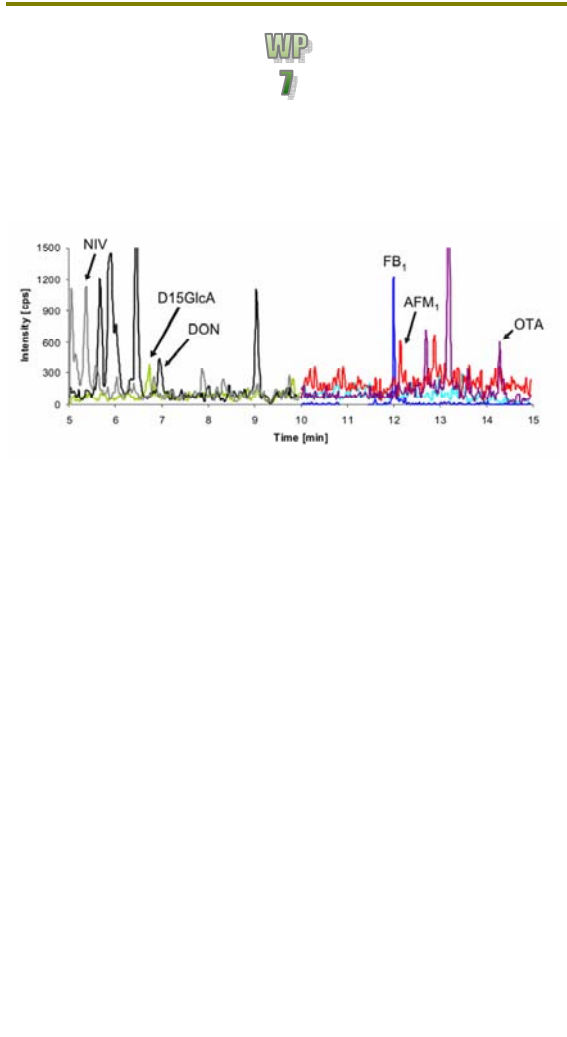 WP
7
1500
1200
900
600
300
0
Intensity [cps]
NIV
D15GlcA
DON
FB1
AFM1
OTA
5 6 7 8 9 10 11 12 13 14 15
Time [min]